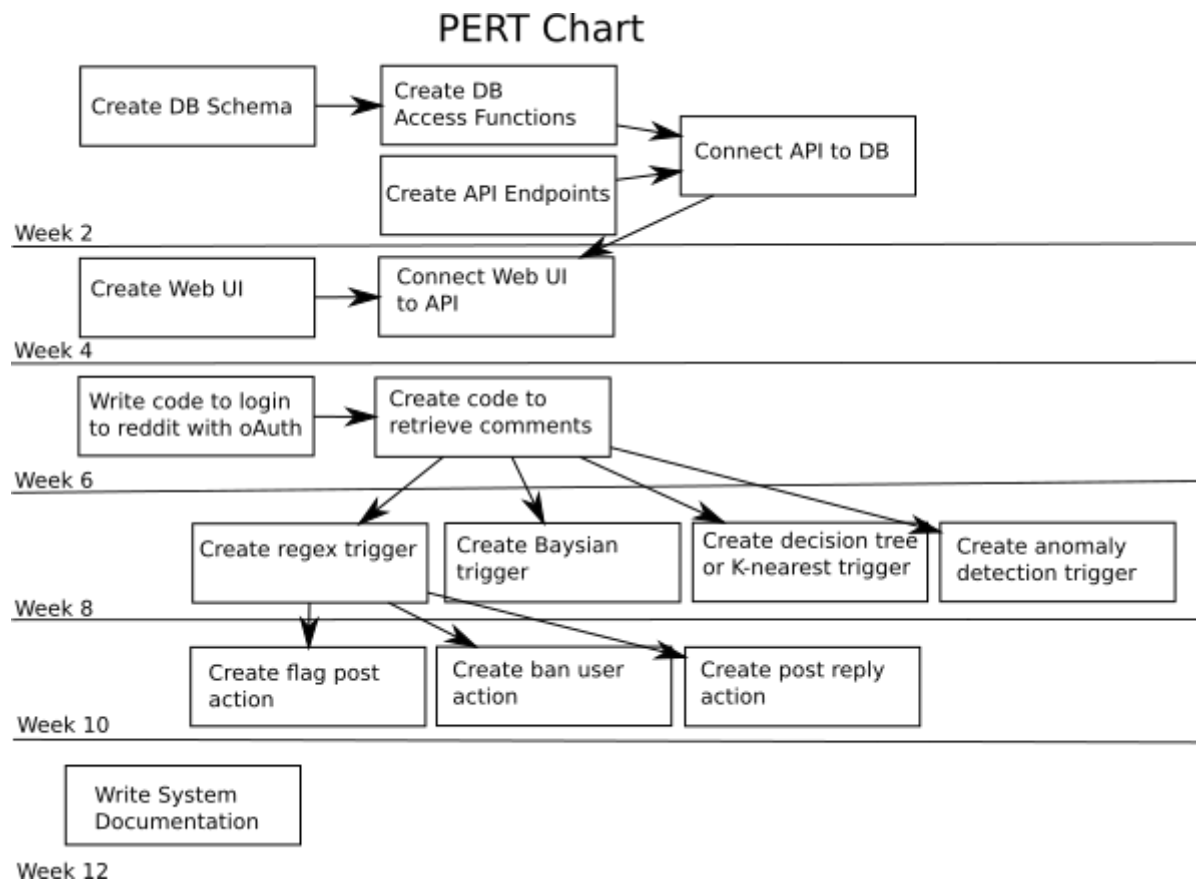 PERT Chart
Create DB Schema
Create DB
Access Functions
Connect API to DB
Create API Endpoints
Week 2
Create Web UI
Connect Web UI
to API
Week 4
Write code to login
to reddit with oAuth
Create code to
retrieve comments
Week 6
Create regex trigger
Create Baysian
trigger
Create decision tree
or K-nearest trigger
Create anomaly
detection trigger
Week 8
Create flag post
action
Create ban user
action
Create post reply
action
Week 10
Write System
Documentation
Week 12